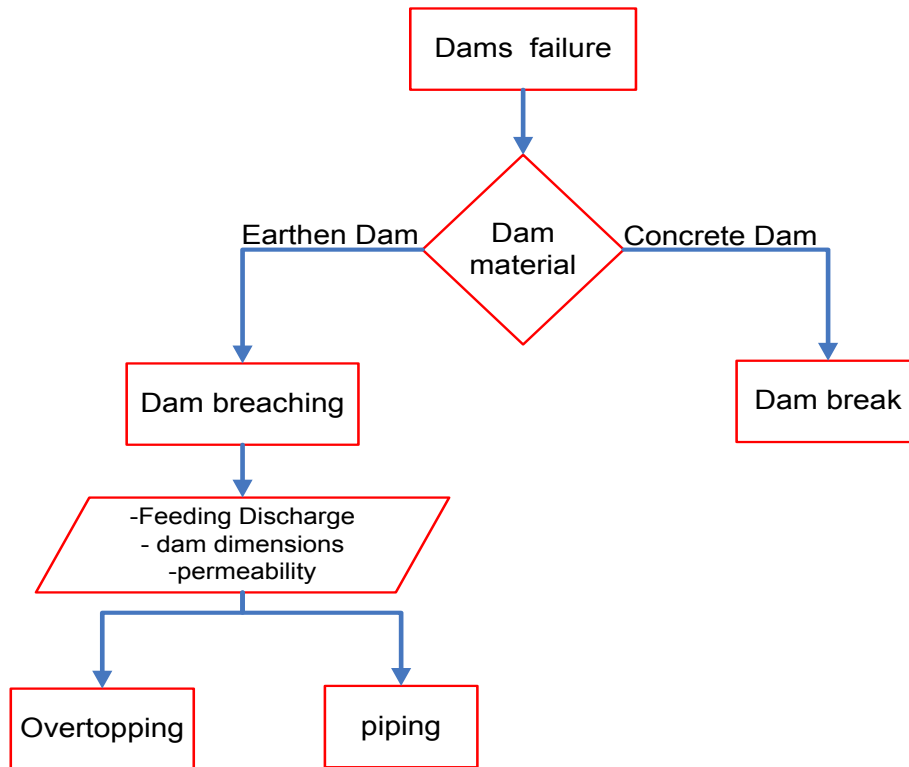 Dams failure
Earthen Dam
Dam
material
Concrete Dam
Dam breaching
Dam break
-Feeding Discharge
- dam dimensions
-permeability
Overtopping
piping